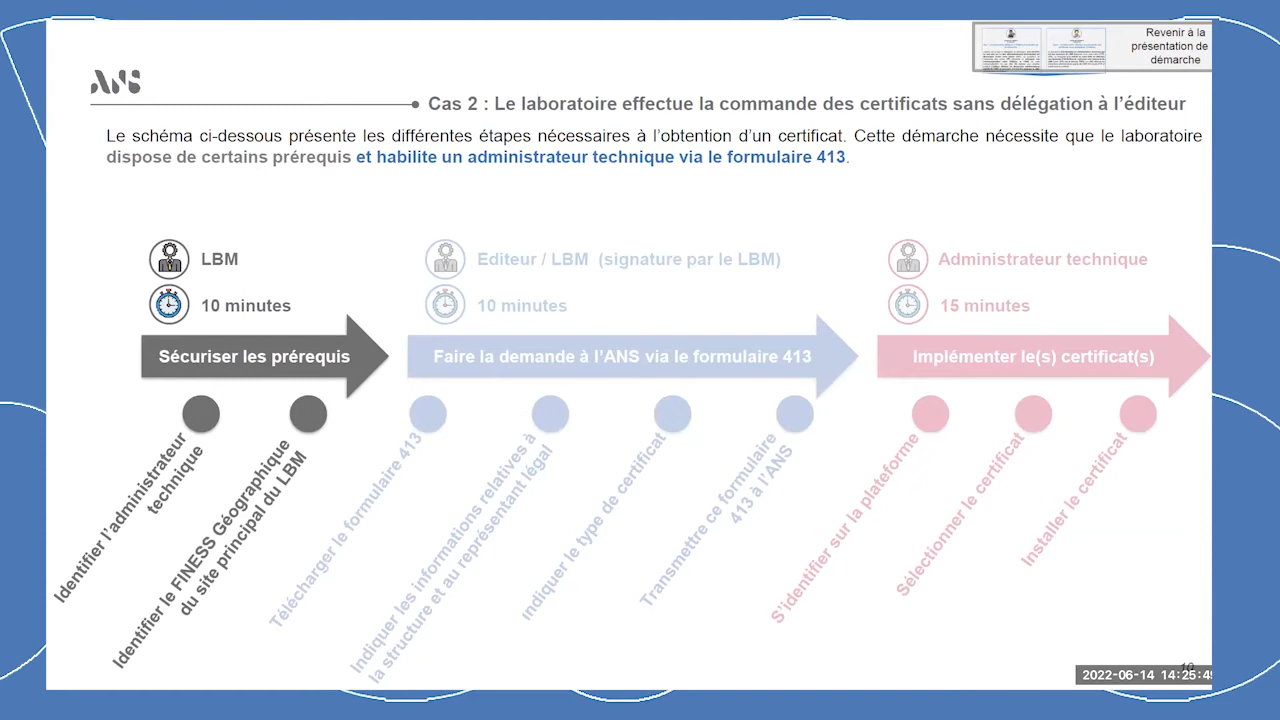 Revenir à la
présentation de
démarche
ANS
Cas 2 : Le laboratoire effectue la commande des certificats sans délégation à l'éditeur
Le schéma ci-dessous présente les différentes étapes nécessaires à l'obtention d'un certificat. Cette démarche nécessite que le laboratoire
dispose de certains prérequis et habilite un administrateur technique via le formulaire 413.
LBM
10 minutes
Sécuriser les prérequis
Identifier l'administrateur
technique
Identifier le FINESS Géographique
du site principal du LBM
Editeur / LBM (signature par le LBM)
10 minutes
Faire la demande à l'ANS via le formulaire 413
Télécharger le formulaire 413
Indiquer les informations relatives à
la structure et au représentant légal
indiquer le type de certificat
Transmettre ce formulaire
413 à l'ANS
Administrateur technique
15 minutes
Implémenter le(s) certificat(s)
S'identifier sur la plateforme
Sélectionner le certificat
Installer le certificat
10
2022-06-14 14:25:49